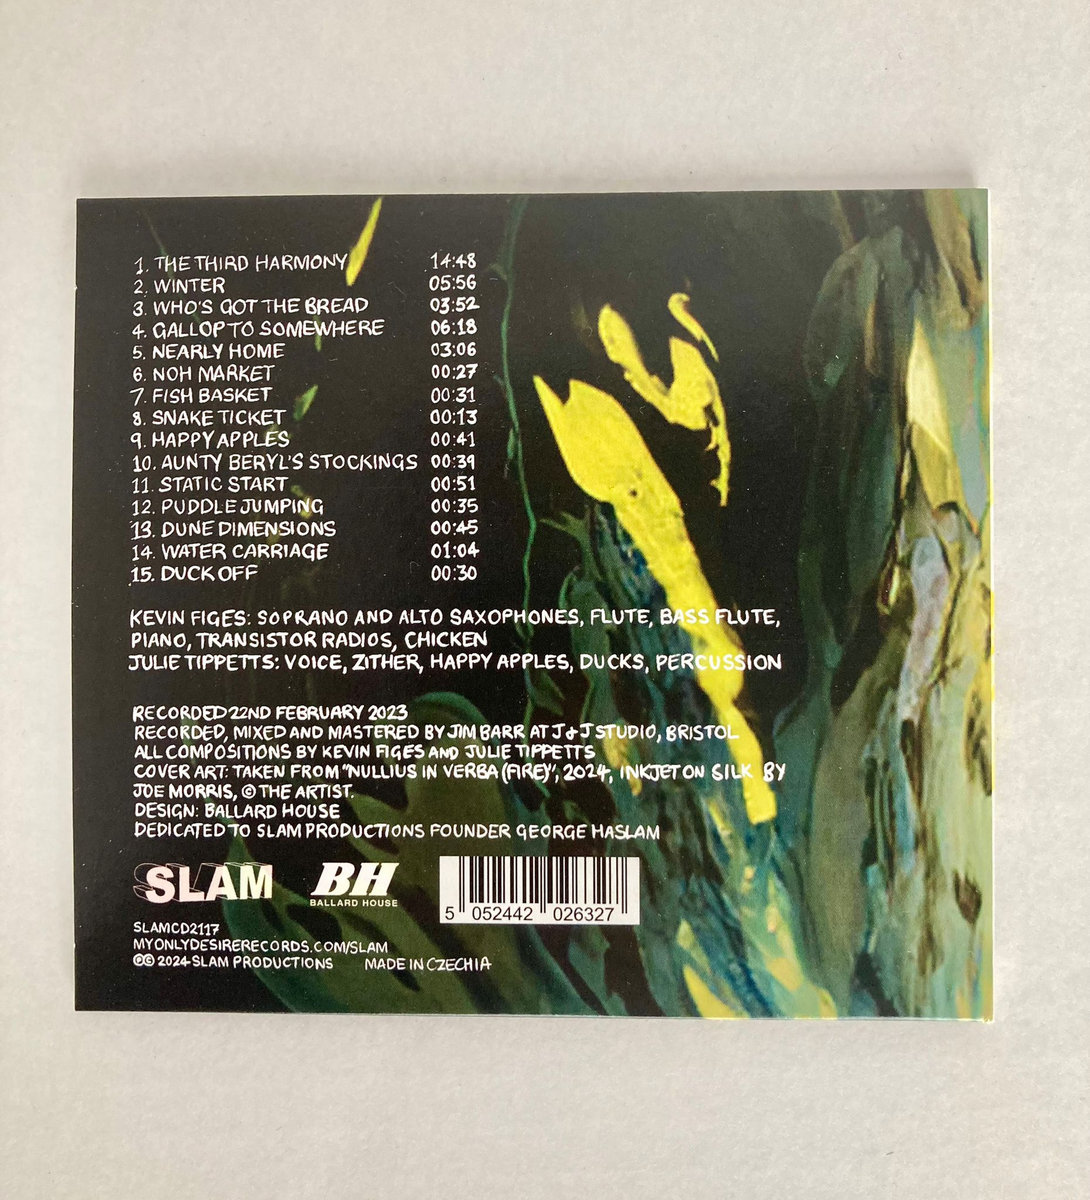 1. THE THIRD HARMONY 14:48
2. WINTER 05:56
3. WHO'S GOT THE BREAD 03:52
4. GALLOP TO SOMEWHERE 06:18
5. NEARLY HOME 03:06
6. NOH MARKET 00:27
7. FISH BASKET 00:31
8. SNAKE TICKET 00:13
9. HAPPY APPLES 00:41
10. AUNTY BERYL'S STOCKINGS 00:39
11. STATIC START 00:51
12. PUDDLE JUMPING 00:35
13. DUNE DIMENSIONS 00:45
14. WATER CARRIAGE 01:04
15. DUCK OFF 00:30
KEVIN FIGES: SOPRANO AND ALTO SAXOPHONES, FLUTE, BASS FLUTE,
PIANO, TRANSISTOR RADIOS, CHICKEN
JULIE TIPPETTS: VOICE, ZITHER, HAPPY APPLES, DUCKS, PERCUSSION
RECORDED 22ND FEBRUARY 2023
RECORDED, MIXED AND MASTERED BY JIM BARR AT J+J STUDIO, BRISTOL
ALL COMPOSITIONS BY KEVIN FIGES AND JULIE TIPPETTS
COVER ART: TAKEN FROM "NULLIUS IN VERBA (FIRE)", 2024, INKJET ON SILK BY
JOE MORRIS, © THE ARTIST.
DESIGN: BALLARD HOUSE
DEDICATED TO SLAM PRODUCTIONS FOUNDER GEORGE HASLAM
SLAM
BH
BALLARD HOUSE
5 052442 026327
SLAMCD2117
MYONLYDESIRERECORDS.COM/SLAM
℗© 2024 SLAM PRODUCTIONS MADE IN CZECHIA